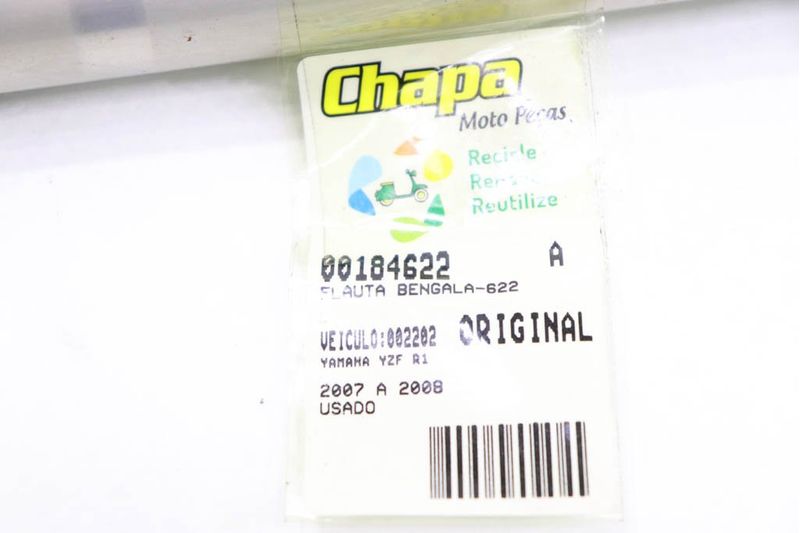 Chapa
Moto Peças
Recicle
Reutilize
00184622 A
FLAUTA BENGALA-622
VEICULO:002202 ORIGINAL
YAMAHA YZF R1
2007 A 2008
USADO